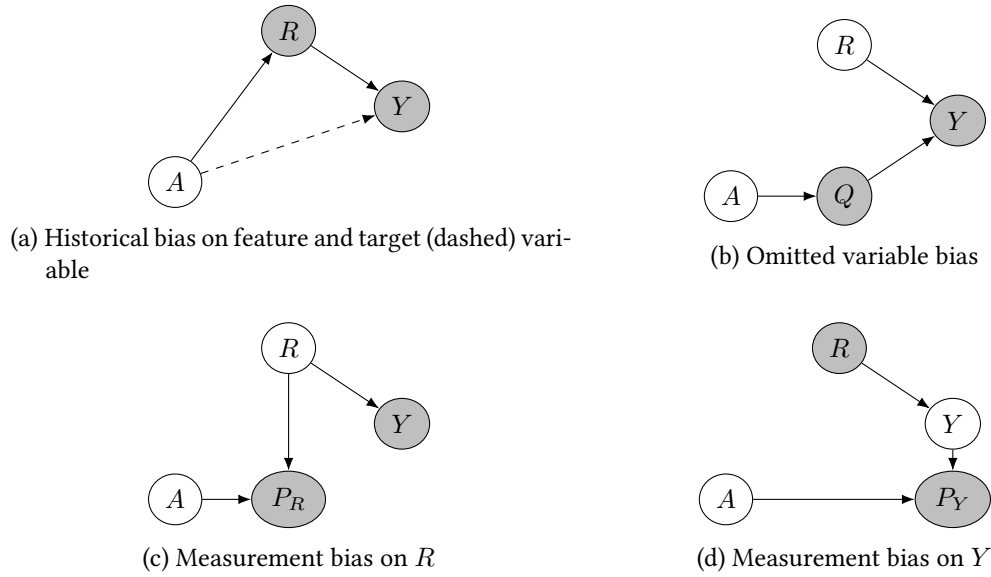 R
Y
A
(a) Historical bias on feature and target (dashed) vari-
able
R
Y
A
Q
(b) Omitted variable bias
R
Y
A
P_R
(c) Measurement bias on R
R
Y
A
P_Y
(d) Measurement bias on Y